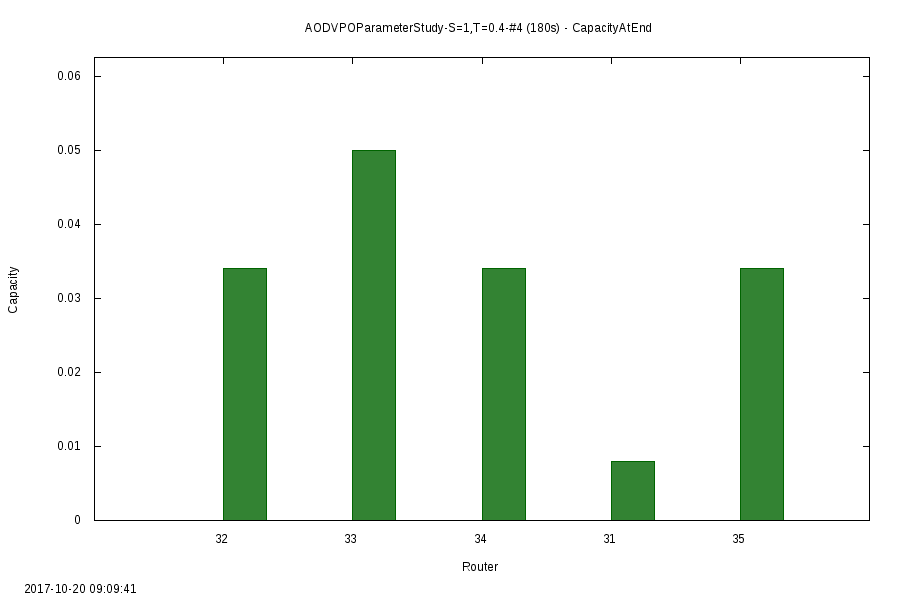 AODVPOParameterStudy-S=1,T=0.4-#4 (180s) - CapacityAtEnd
0.06
0.05
0.04
0.03
0.02
0.01
0
Capacity
32 33 34 31 35
Router
2017-10-20 09:09:41